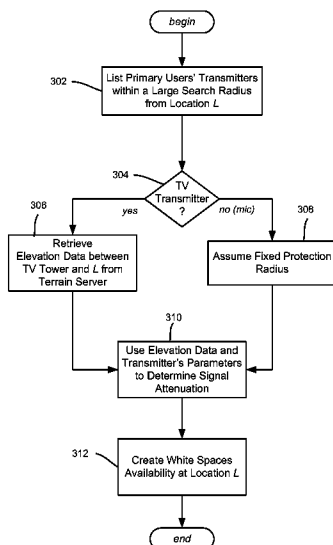 begin
302
List Primary Users' Transmitters
within a Large Search Radius
from Location L
304
TV
Transmitter
?
yes
no (mic)
306
Retrieve
Elevation Data between
TV Tower and L from
Terrain Server
308
Assume Fixed Protection
Radius
310
Use Elevation Data and
Transmitter's Parameters
to Determine Signal
Attenuation
312
Create White Spaces
Availability at Location L
end